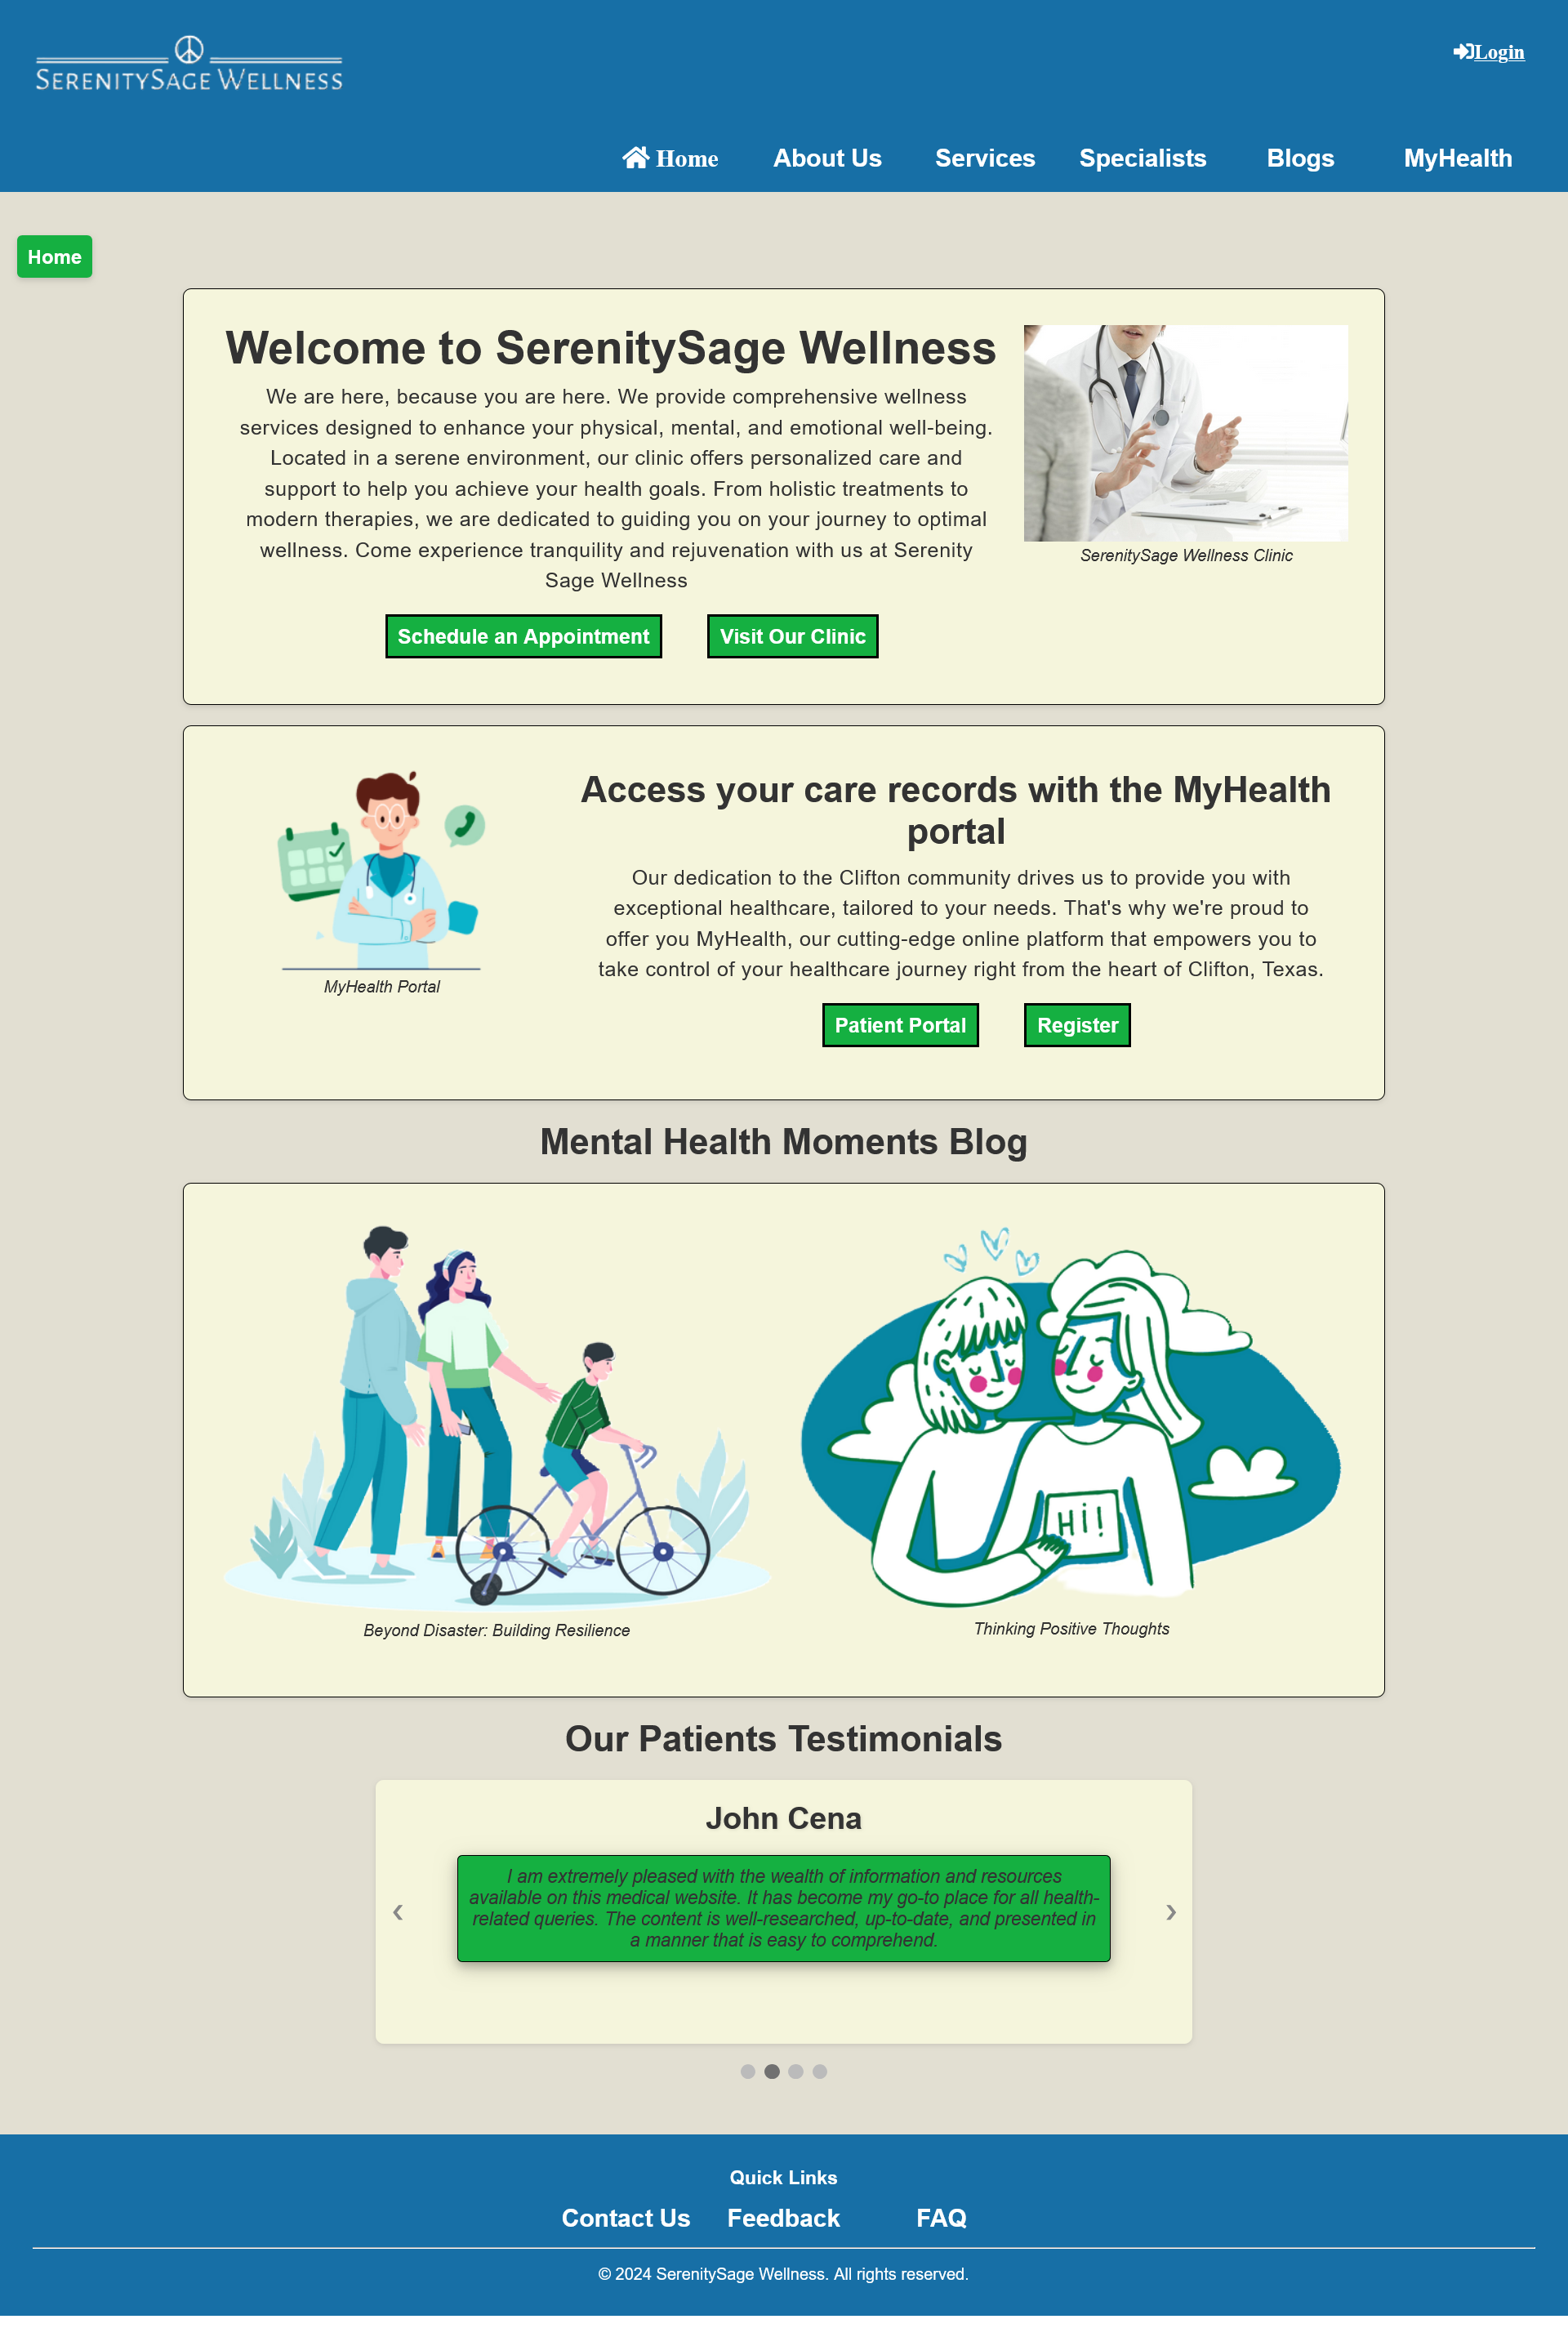 SERENITYSAGE WELLNESS
Login
Home
About Us
Services
Specialists
Blogs
MyHealth
Home
Welcome to SerenitySage Wellness
We are here, because you are here. We provide comprehensive wellness
services designed to enhance your physical, mental, and emotional well-being.
Located in a serene environment, our clinic offers personalized care and
support to help you achieve your health goals. From holistic treatments to
modern therapies, we are dedicated to guiding you on your journey to optimal
wellness. Come experience tranquility and rejuvenation with us at Serenity
Sage Wellness
SerenitySage Wellness Clinic
Schedule an Appointment
Visit Our Clinic
MyHealth Portal
Access your care records with the MyHealth
portal
Our dedication to the Clifton community drives us to provide you with
exceptional healthcare, tailored to your needs. That's why we're proud to
offer you MyHealth, our cutting-edge online platform that empowers you to
take control of your healthcare journey right from the heart of Clifton, Texas.
Patient Portal
Register
Mental Health Moments Blog
Hi!
Beyond Disaster: Building Resilience
Thinking Positive Thoughts
Our Patients Testimonials
John Cena
I am extremely pleased with the wealth of information and resources
available on this medical website. It has become my go-to place for all health-
related queries. The content is well-researched, up-to-date, and presented in
a manner that is easy to comprehend.
‹
›
Quick Links
Contact Us
Feedback
FAQ
© 2024 SerenitySage Wellness. All rights reserved.